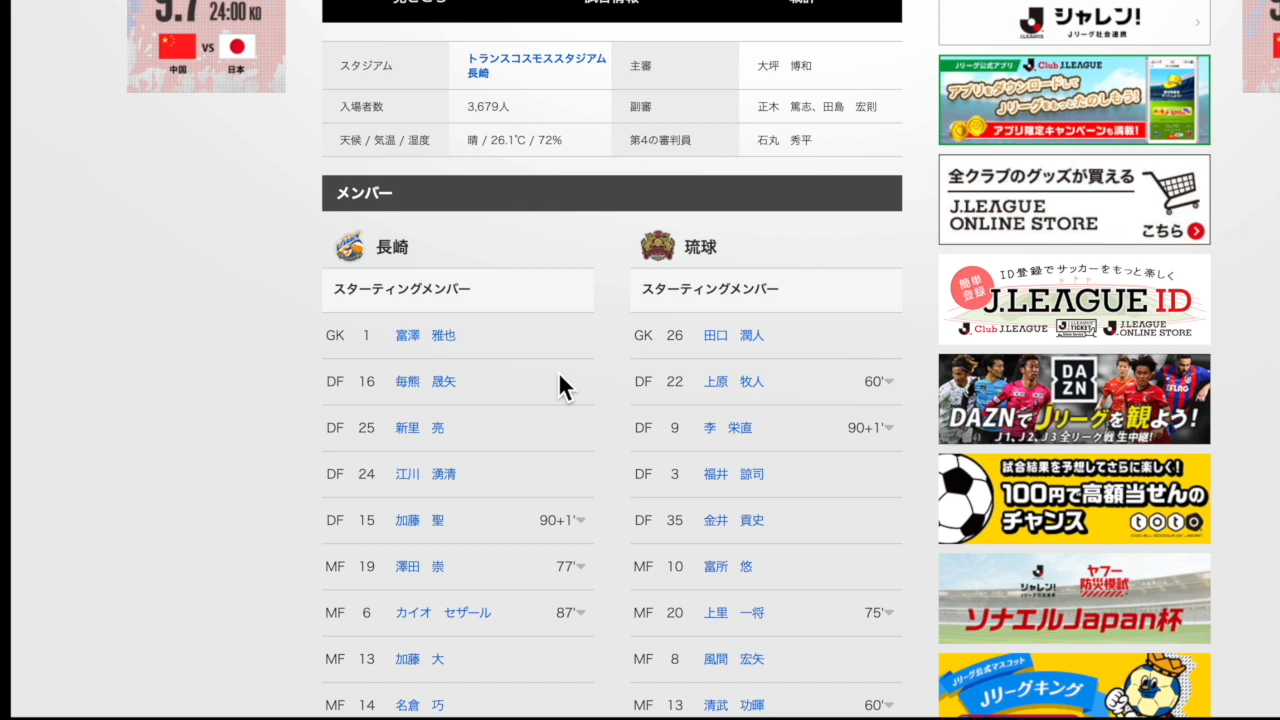 9.7 24:00 KO
VS
中国 日本
見どころ 試合情報 戦評
スタジアム トランスコスモススタジアム長崎 主審 大坪 博和
入場者数 3,679人 副審 正木 篤志、田島 宏則
天候 / 気温 / 湿度 晴 / 26.1℃ / 72% 第4の審判員 石丸 秀平
メンバー
長崎
スターティングメンバー
GK 富澤 雅也
DF 16 毎熊 晟矢
DF 2 新里 亮
DF 24 江川 湧清
DF 15 加藤 聖 90+1'
MF 19 澤田 崇 77'
MF 6 カイオ セザール 87'
MF 13 加藤 大
MF 14 名倉 巧
琉球
スターティングメンバー
GK 26 田口 潤人
DF 22 上原 牧人 60'
DF 9 李 栄直 90+1'
DF 3 福井 諒司
DF 35 金井 貢史
MF 10 富所 悠
MF 20 上里 一将 75'
MF 8 風間 宏矢
MF 13 清武 功暉 60'
シャレン!
J.LEAGUE Jリーグ社会連携
Jリーグ公式アプリ Club J.LEAGUE
アプリをダウンロードして
Jリーグをもっとたのしもう!
アプリ限定キャンペーンも満載!
全クラブのグッズが買える
J.LEAGUE
ONLINE STORE
こちら
ID登録でサッカーをもっと楽しく
簡単
登録
J.LEAGUE ID
Club J.LEAGUE J.LEAGUE TICKET J.LEAGUE ONLINE STORE
DA
ZN
DAZNでJリーグを観よう!
J1、J2、J3 全リーグ戦 生中継!
試合結果を予想してさらに楽しく!
100円で高額当せんの
チャンス
toto
シャレン! ヤフー
防災模試
ソナエルJapan杯
Jリーグ公式マスコット
Jリーグキング